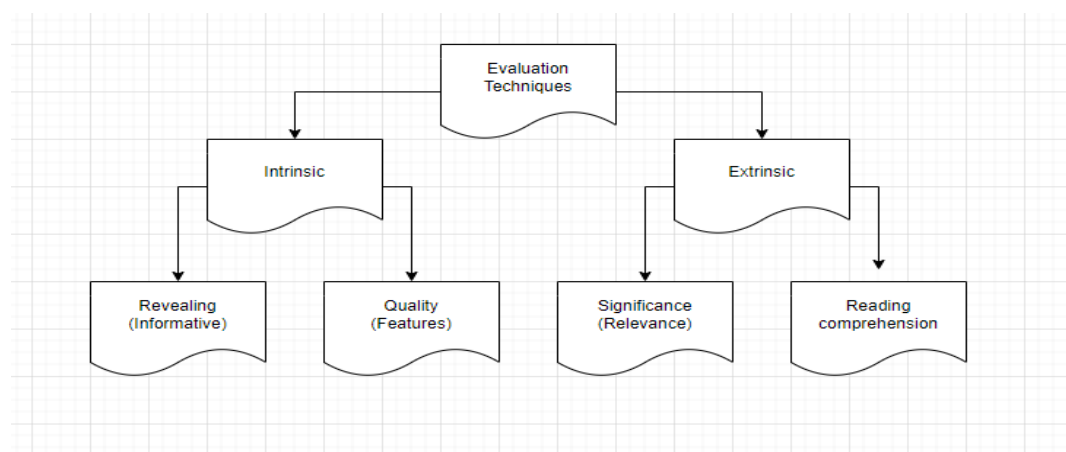 Evaluation
Techniques
Intrinsic
Extrinsic
Revealing
(Informative)
Quality
(Features)
Significance
(Relevance)
Reading
comprehension